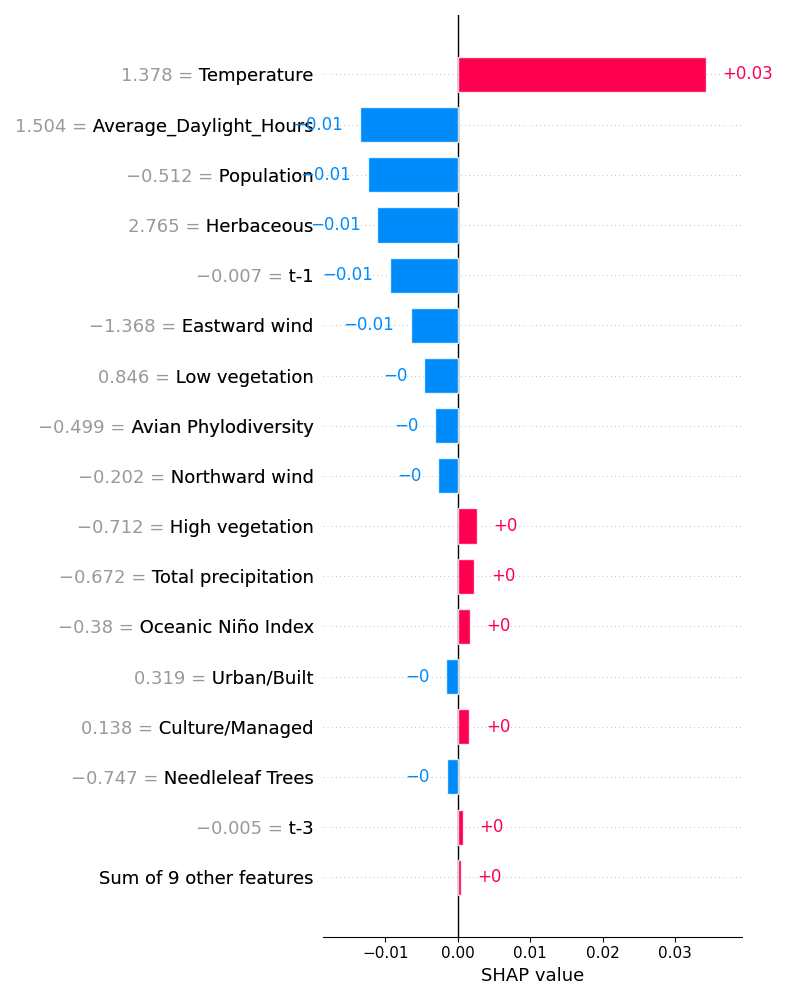 1.378 = Temperature +0.03
1.504 = Average_Daylight_Hours −0.01
−0.512 = Population −0.01
2.765 = Herbaceous −0.01
−0.007 = t-1 −0.01
−1.368 = Eastward wind −0.01
0.846 = Low vegetation −0
−0.499 = Avian Phylodiversity −0
−0.202 = Northward wind −0
−0.712 = High vegetation +0
−0.672 = Total precipitation +0
−0.38 = Oceanic Niño Index +0
0.319 = Urban/Built −0
0.138 = Culture/Managed +0
−0.747 = Needleleaf Trees −0
−0.005 = t-3 +0
Sum of 9 other features +0
−0.01 0.00 0.01 0.02 0.03
SHAP value